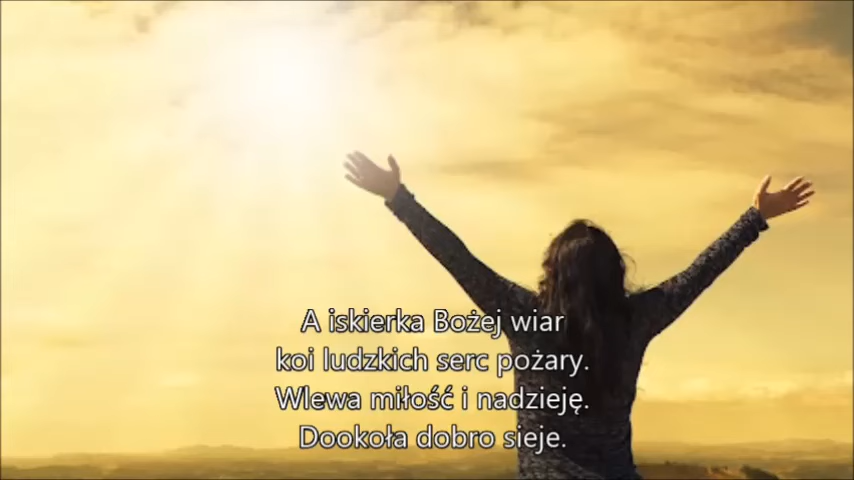 A iskierka Bożej wiar
koi ludzkich serc pożary.
Wlewa miłość i nadzieję.
Dookoła dobro sieje.